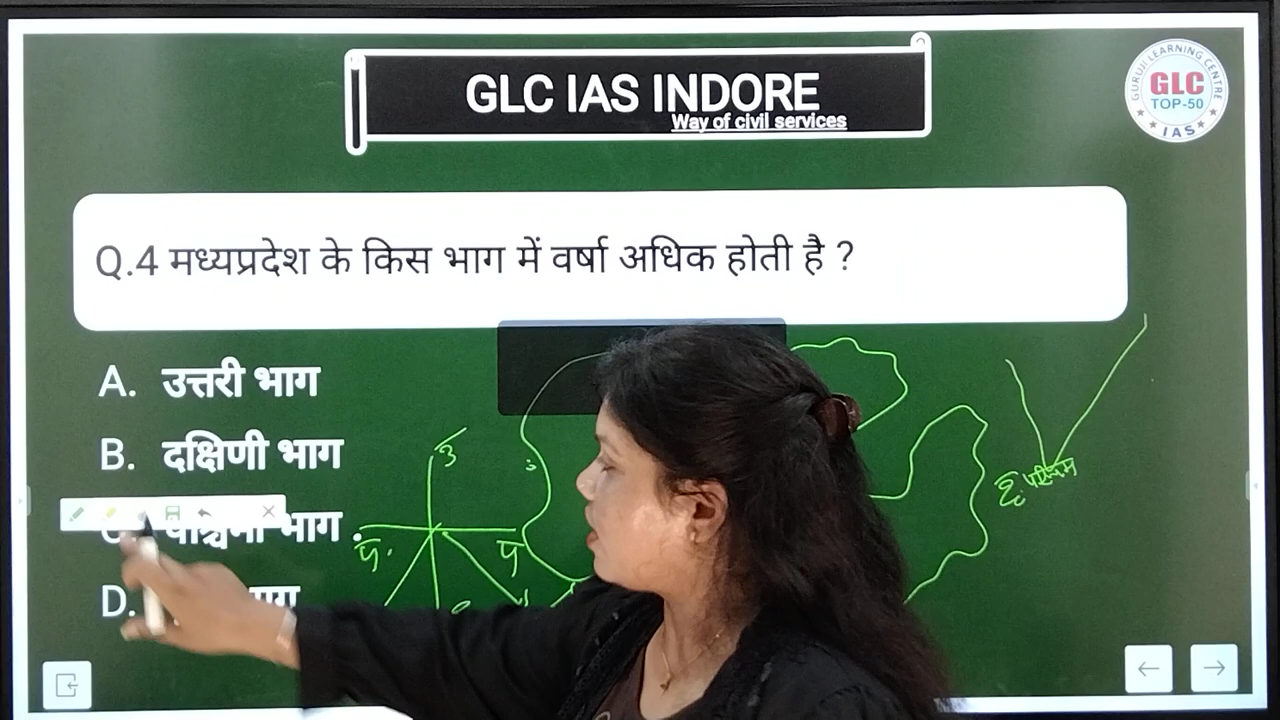 GLC IAS INDORE
Way of civil services
GURUJI LEARNING CENTRE
GLC
TOP-50
IAS
Q.4 मध्यप्रदेश के किस भाग में वर्षा अधिक होती है ?
A. उत्तरी भाग
B. दक्षिणी भाग
भाग .
D.
उ
प.
प
द. पश्चिम